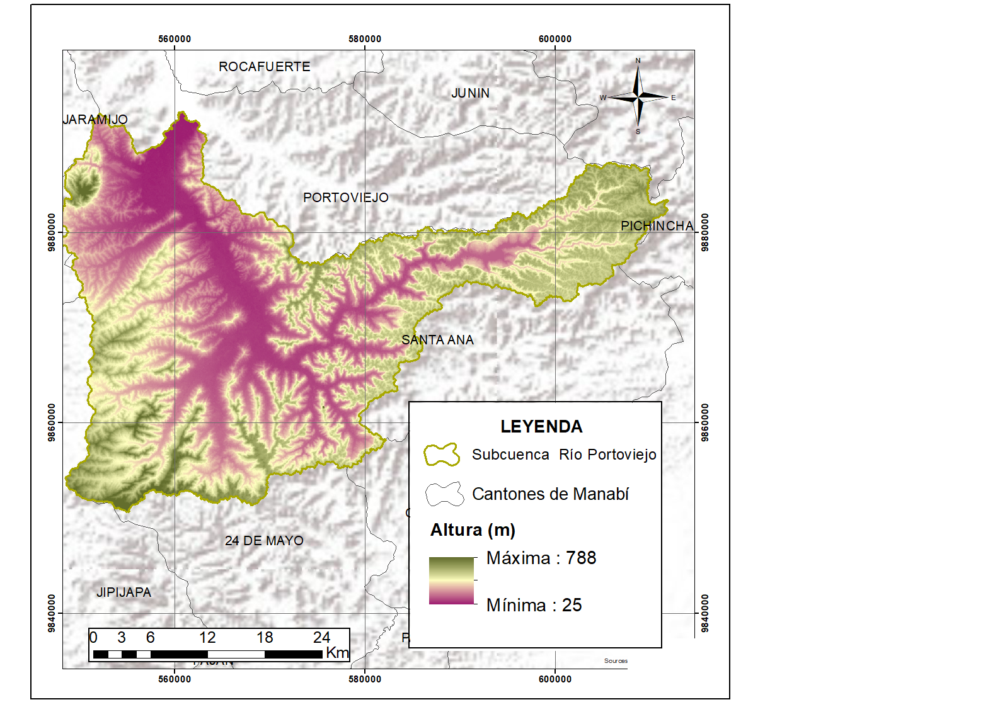 560000 580000 600000
ROCAFUERTE
JUNIN
N
W E
S
JARAMIJO
PORTOVIEJO
PICHINCHA
9880000 9880000
SANTA ANA
9860000 9860000
LEYENDA
Subcuenca Río Portoviejo
Cantones de Manabí
Altura (m)
Máxima : 788
Mínima : 25
24 DE MAYO
JIPIJAPA
9840000 9840000
0 3 6 12 18 24
Km
Sources
560000 580000 600000